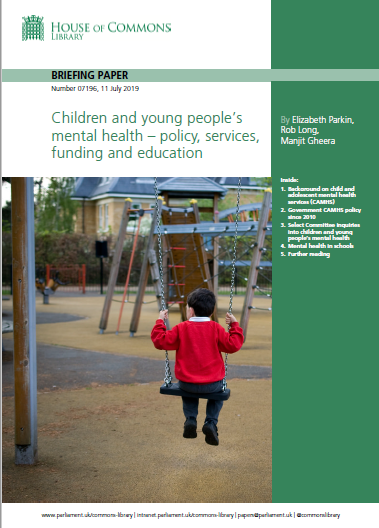 HOUSE OF COMMONS
LIBRARY
BRIEFING PAPER
Number 07196, 11 July 2019
Children and young people's
mental health – policy, services,
funding and education
By Elizabeth Parkin,
Rob Long,
Manjit Gheera
Inside:
1. Background on child and
adolescent mental health
services (CAMHS)
2. Government CAMHS policy
since 2010
3. Select Committee inquiries
into children and young
people's mental health
4. Mental health in schools
5. Further reading
www.parliament.uk/commons-library | intranet.parliament.uk/commons-library | papers@parliament.uk | @commonslibrary